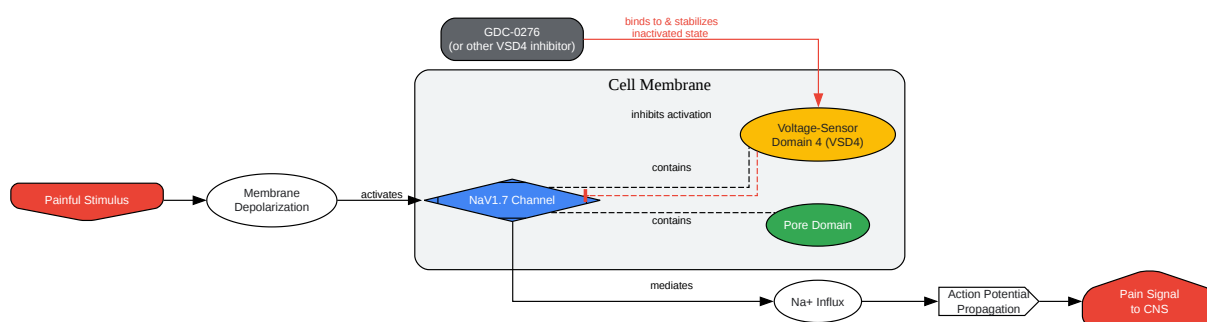 GDC-0276
(or other VSD4 inhibitor)
binds to & stabilizes
inactivated state
Cell Membrane
inhibits activation
Voltage-Sensor
Domain 4 (VSD4)
contains
Painful Stimulus
Membrane
Depolarization
activates
NaV1.7 Channel
contains
Pore Domain
mediates
Na+ Influx
Action Potential
Propagation
Pain Signal
to CNS